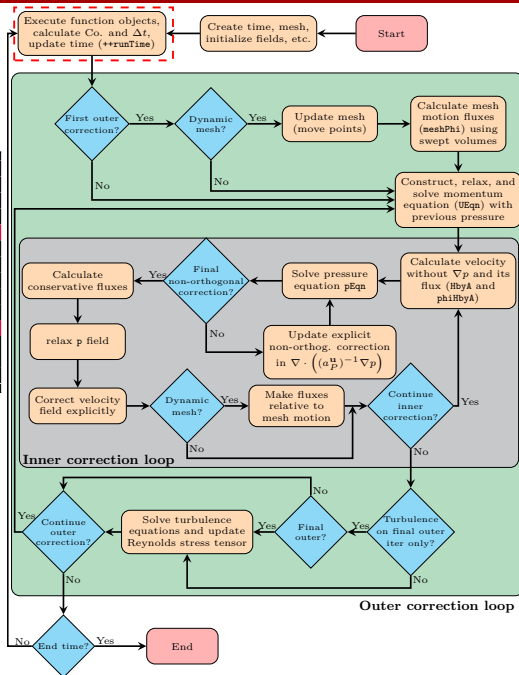 Execute function objects,
calculate Co. and Δt,
update time (++runTime)
Create time, mesh,
initialize fields, etc.
Start
First outer
correction?
Yes
Dynamic
mesh?
Yes
Update mesh
(move points)
Calculate mesh
motion fluxes
(meshPhi) using
swept volumes
No
No
Construct, relax, and
solve momentum
equation (UEqn) with
previous pressure
Calculate
conservative fluxes
Yes
Final
non-orthogonal
correction?
Solve pressure
equation pEqn
Calculate velocity
without ∇p and its
flux (HbyA and
phiHbyA)
No
relax p field
Update explicit
non-orthog. correction
in ∇ · ((a_P^u)^{-1} ∇p)
Correct velocity
field explicitly
Dynamic
mesh?
Yes
Make fluxes
relative to
mesh motion
Continue
inner
correction?
Yes
No
No
Inner correction loop
Continue
outer
correction?
Yes
Solve turbulence
equations and update
Reynolds stress tensor
Yes
Final
outer?
No
Yes
Turbulence
on final outer
iter only?
No
No
Outer correction loop
No
End time?
Yes
End